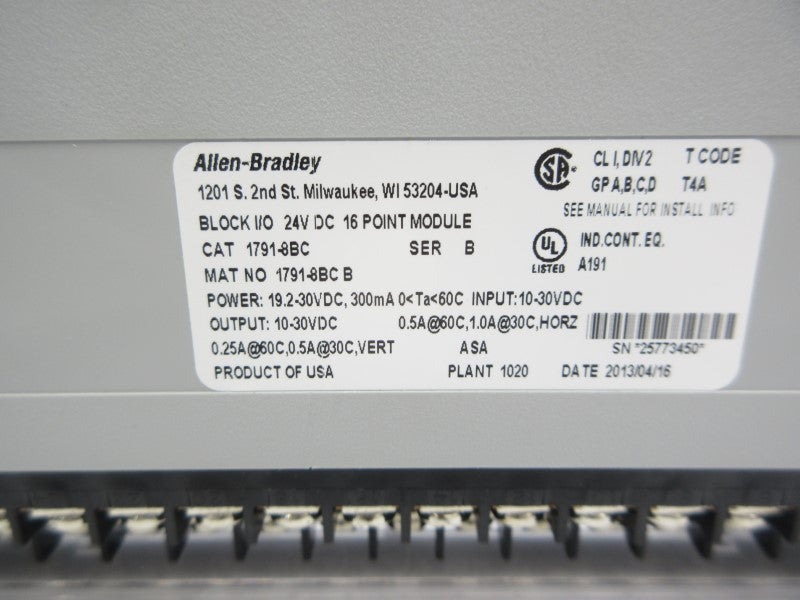 Allen-Bradley
1201 S. 2nd St. Milwaukee, WI 53204-USA
BLOCK I/O 24V DC 16 POINT MODULE
CAT 1791-8BC SER B
MAT NO 1791-8BC B
POWER: 19.2-30VDC, 300mA 0<Ta<60C INPUT:10-30VDC
OUTPUT: 10-30VDC 0.5A@60C,1.0A@30C,HORZ
0.25A@60C,0.5A@30C,VERT ASA
PRODUCT OF USA PLANT 1020 DATE 2013/04/16
SA CL I, DIV 2 T CODE
GP A,B,C,D T4A
SEE MANUAL FOR INSTALL INFO
UL IND.CONT. EQ.
LISTED A191
SN *25773450*